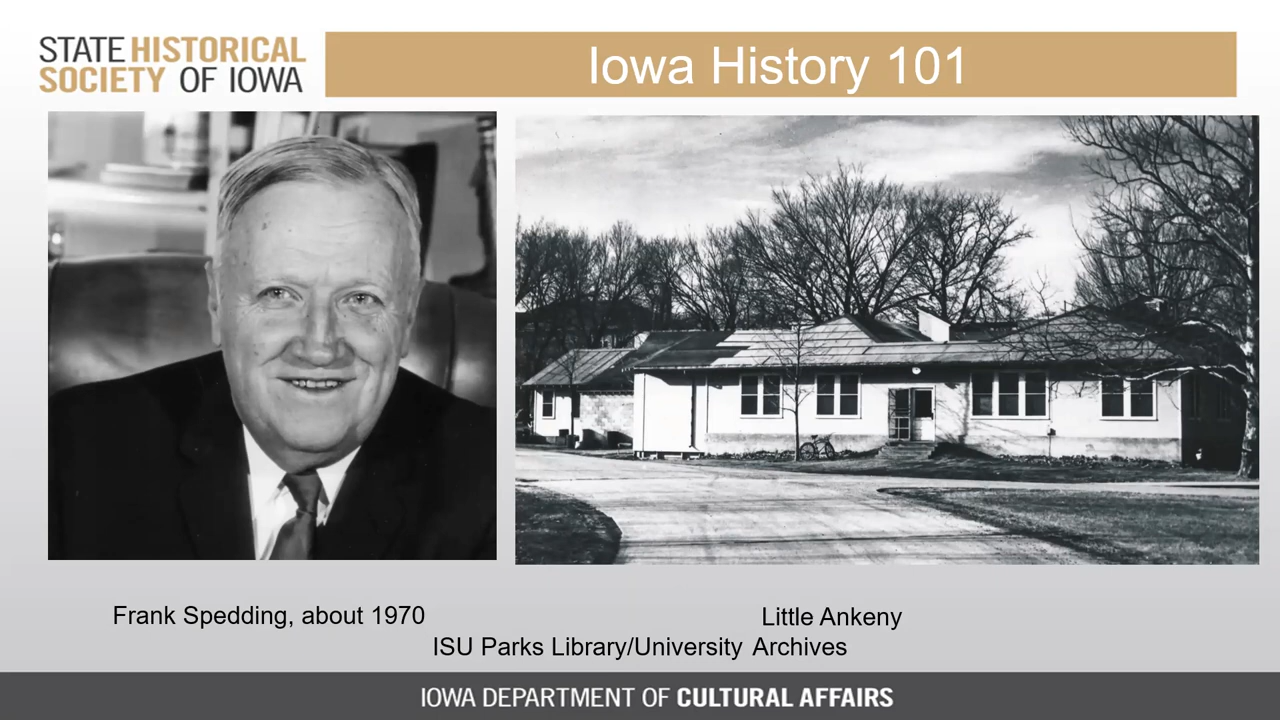 STATE HISTORICAL
SOCIETY OF IOWA
Iowa History 101
Frank Spedding, about 1970
Little Ankeny
ISU Parks Library/University Archives
IOWA DEPARTMENT OF CULTURAL AFFAIRS